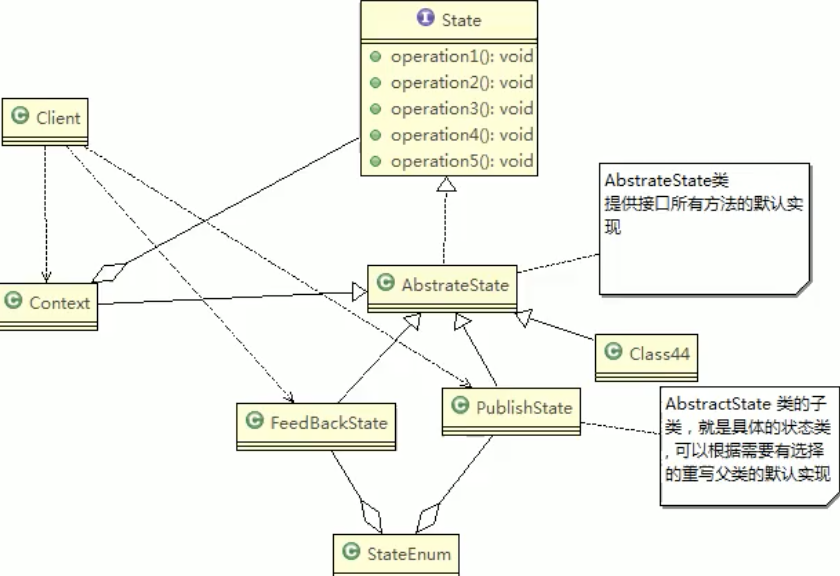 State
operation1(): void
operation2(): void
operation3(): void
operation4(): void
operation5(): void
Client
AbstrateState类
提供接口所有方法的默认实
现
AbstrateState
Context
Class44
FeedBackState
PublishState
AbstractState 类的子
类，就是具体的状态类
，可以根据需要有选择
的重写父类的默认实现
StateEnum